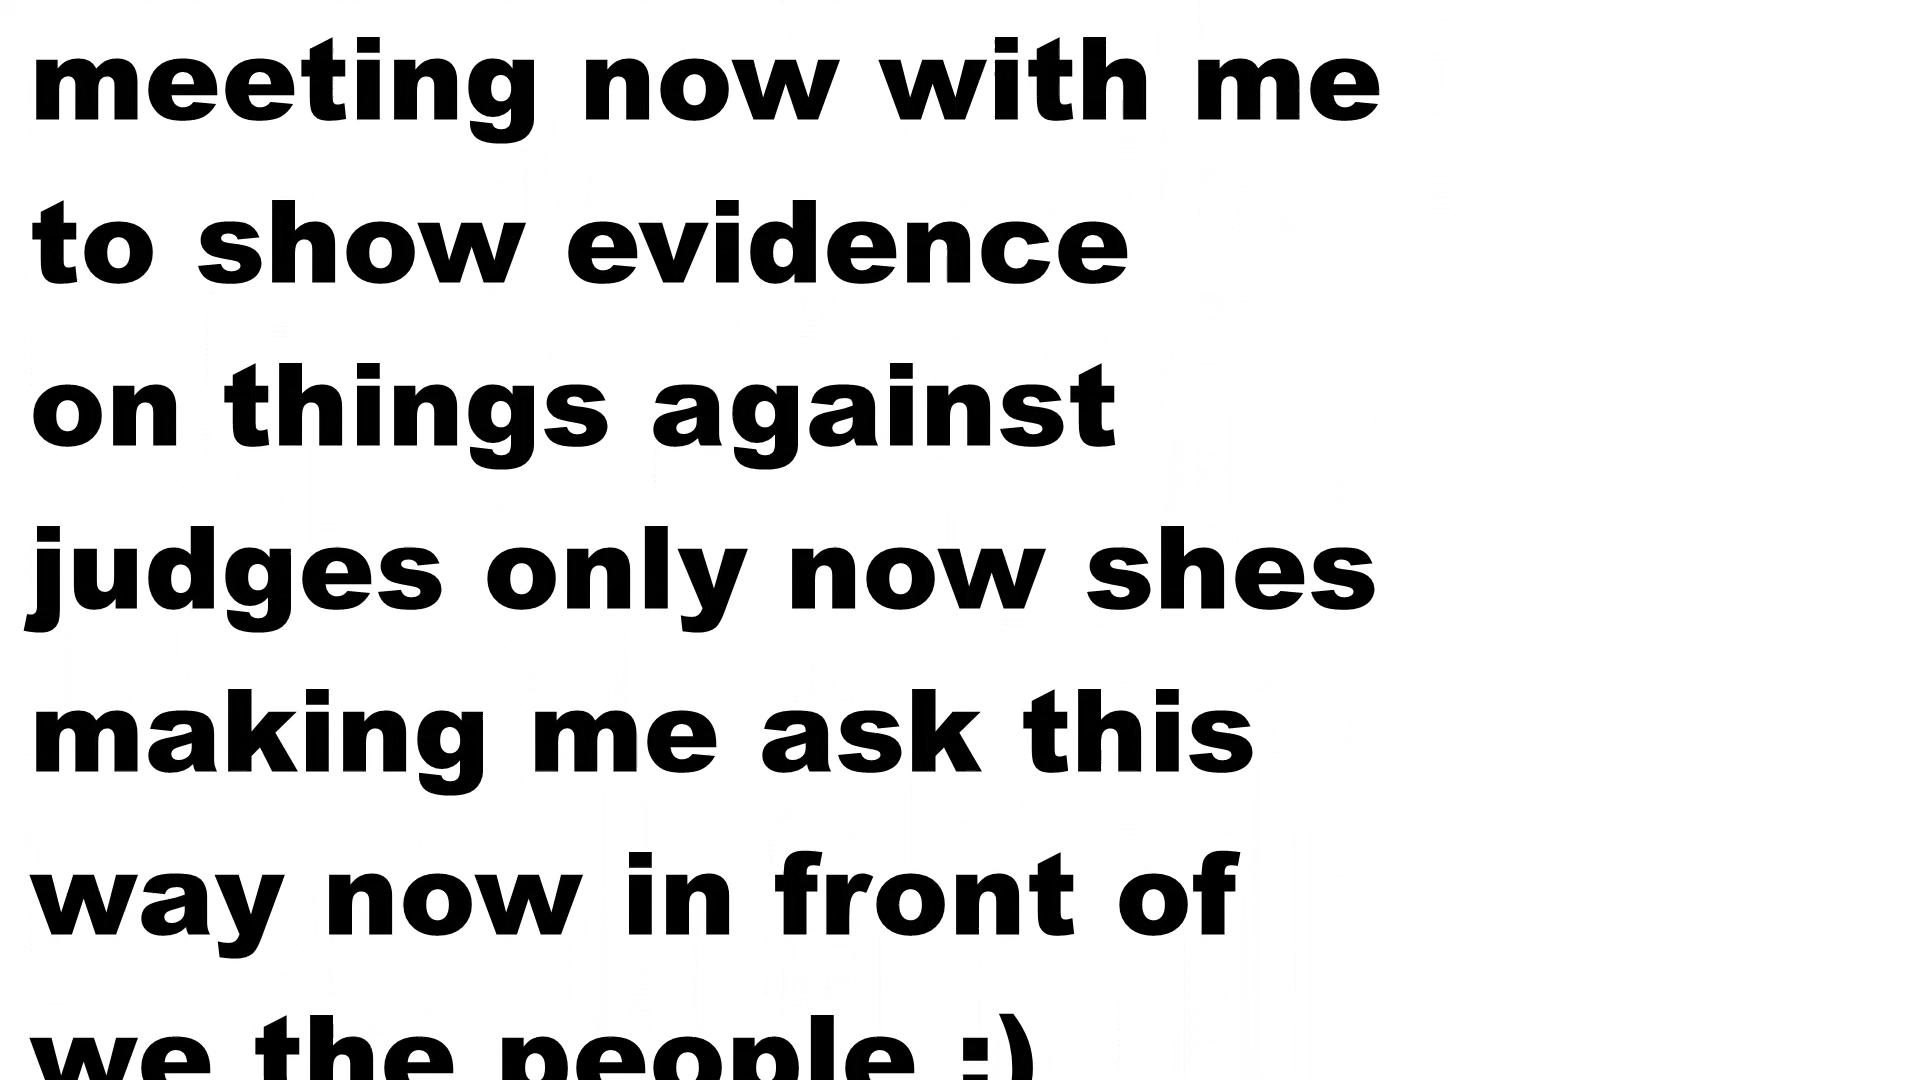 meeting now with me
to show evidence
on things against
judges only now shes
making me ask this
way now in front of
we the people :)